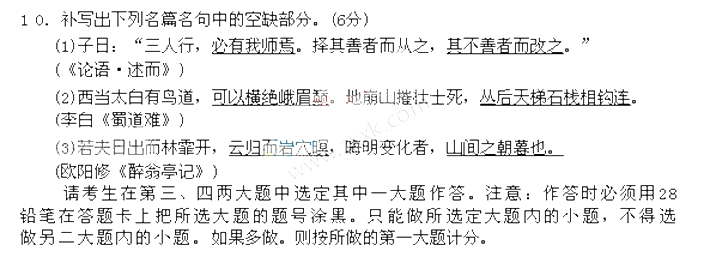 10. 补写出下列名篇名句中的空缺部分。(6分)
(1)子曰：“三人行，必有我师焉。择其善者而从之，其不善者而改之。”
(《论语·述而》)
(2)西当太白有鸟道，可以横绝峨眉巅。地崩山摧壮士死，丛后天梯石栈相钩连。
(李白《蜀道难》)
(3)若夫日出而林霏开，云归而岩穴暝，晦明变化者，山间之朝暮也。
(欧阳修《醉翁亭记》)
请考生在第三、四两大题中选定其中一大题作答。注意：作答时必须用28
铅笔在答题卡上把所选大题的题号涂黑。只能做所选定大题内的小题，不得选
做另二大题内的小题。如果多做。则按所做的第一大题计分。